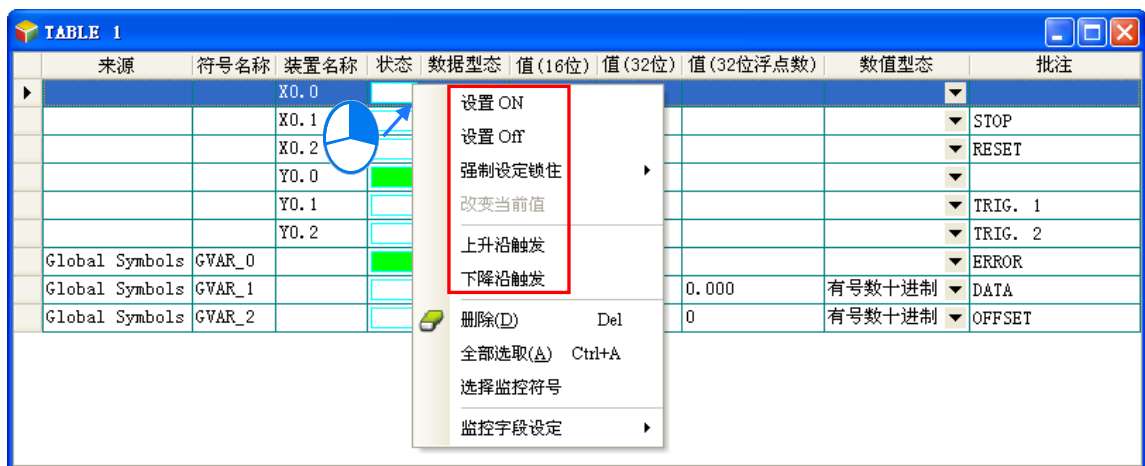 TABLE 1
来源 符号名称 装置名称 状态 数据型态 值(16位) 值(32位) 值(32位浮点数) 数值型态 批注
X0.0
X0.1 STOP
X0.2 RESET
Y0.0
Y0.1 TRIG. 1
Y0.2 TRIG. 2
Global Symbols GVAR_0 ERROR
Global Symbols GVAR_1 0.000 有号数十进制 DATA
Global Symbols GVAR_2 0 有号数十进制 OFFSET
设置 ON
设置 Off
强制设定锁住
改变当前值
上升沿触发
下降沿触发
删除(D) Del
全部选取(A) Ctrl+A
选择监控符号
监控字段设定